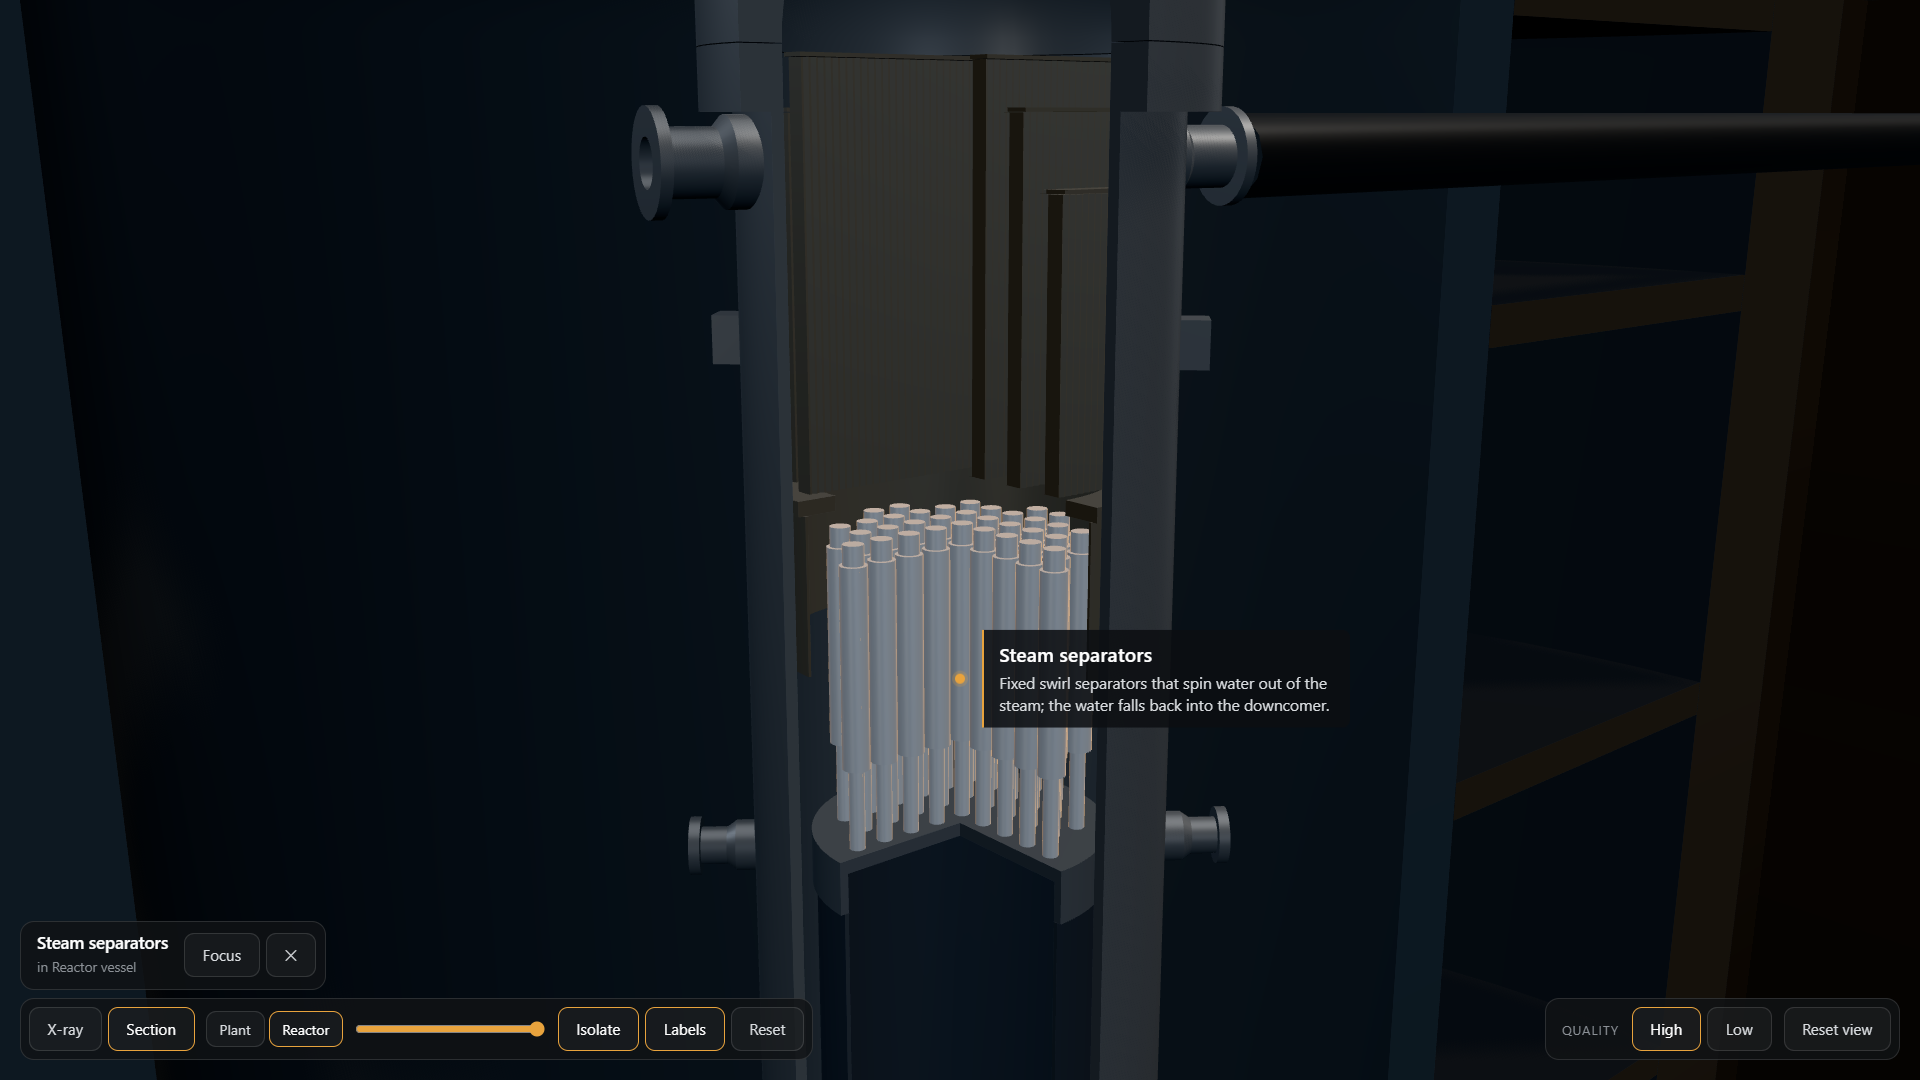 Steam separators
Fixed swirl separators that spin water out of the
steam; the water falls back into the downcomer.
Steam separators
in Reactor vessel
Focus
X-ray
Section
Plant
Reactor
Isolate
Labels
Reset
QUALITY
High
Low
Reset view